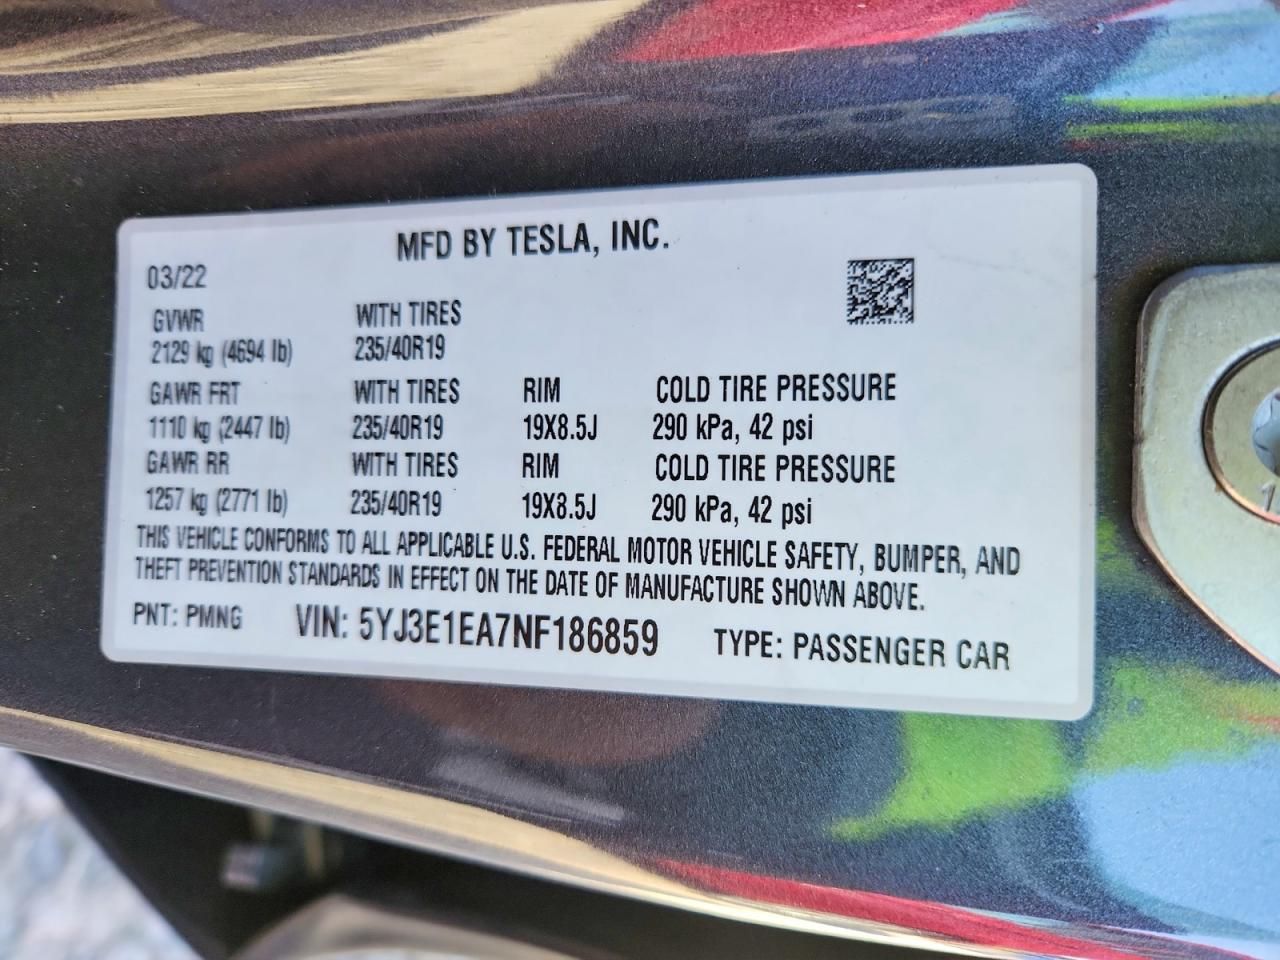 MFD BY TESLA, INC.
03/22
GVWR WITH TIRES
2129 kg (4694 lb) 235/40R19
GAWR FRT WITH TIRES RIM COLD TIRE PRESSURE
1110 kg (2447 lb) 235/40R19 19X8.5J 290 kPa, 42 psi
GAWR RR WITH TIRES RIM COLD TIRE PRESSURE
1257 kg (2771 lb) 235/40R19 19X8.5J 290 kPa, 42 psi
THIS VEHICLE CONFORMS TO ALL APPLICABLE U.S. FEDERAL MOTOR VEHICLE SAFETY, BUMPER, AND
THEFT PREVENTION STANDARDS IN EFFECT ON THE DATE OF MANUFACTURE SHOWN ABOVE.
PNT: PMNG VIN: 5YJ3E1EA7NF186859 TYPE: PASSENGER CAR